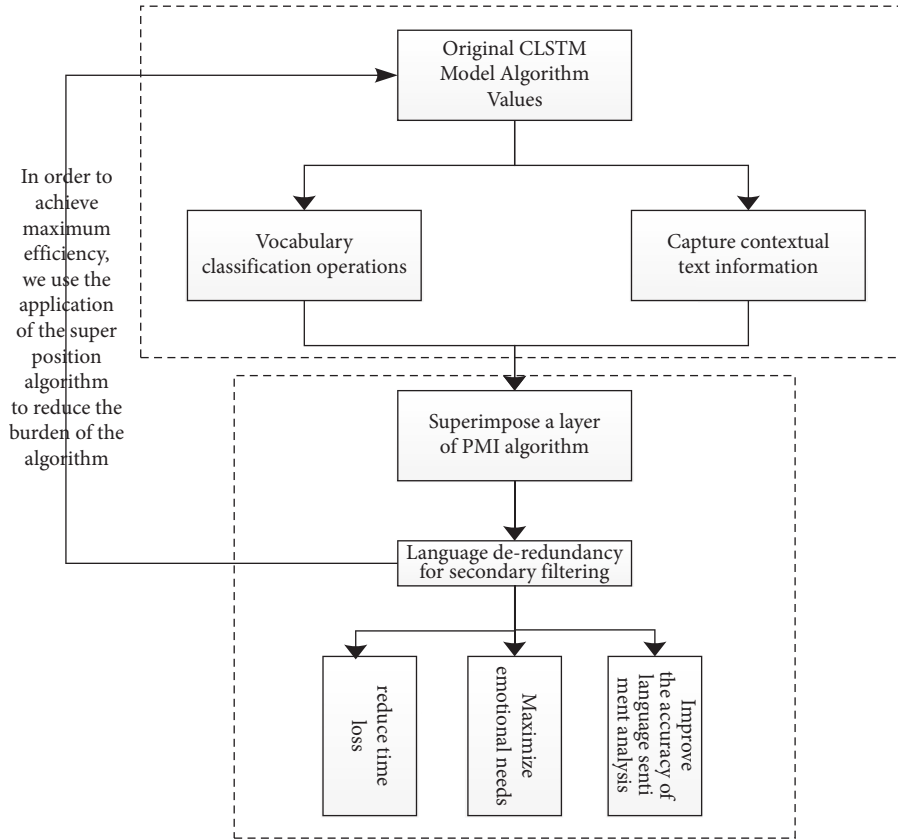 Original CLSTM
Model Algorithm
Values
In order to
achieve
maximum
efficiency,
we use the
application
of the super
position
algorithm
to reduce the
burden of the
algorithm
Vocabulary
classification operations
Capture contextual
text information
Superimpose a layer
of PMI algorithm
Language de-redundancy
for secondary filtering
reduce time
loss
Maximize
emotional needs
Improve
the accuracy of
language senti
ment analysis